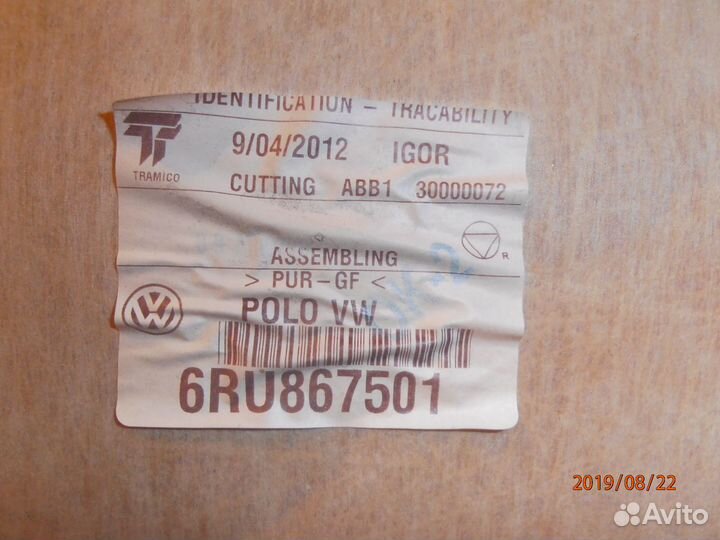 IDENTIFICATION - TRACABILITY
TRAMICO
9/04/2012 IGOR
CUTTING ABB1 30000072
R
ASSEMBLING
> PUR-GF <
POLO VW
6RU867501
2019/08/22
Avito